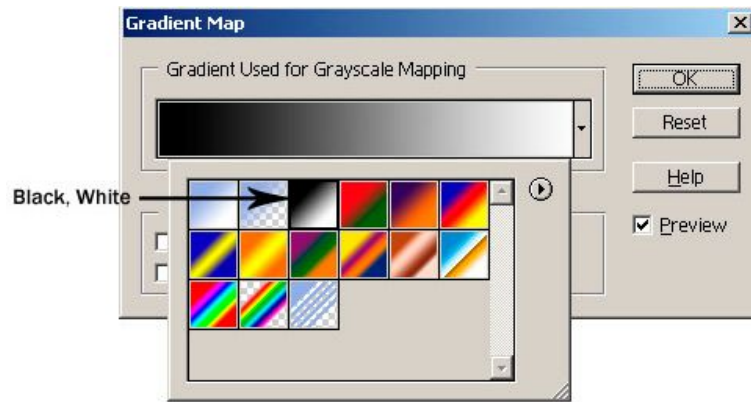 Gradient Map
Gradient Used for Grayscale Mapping
OK
Reset
Help
Preview
Black, White